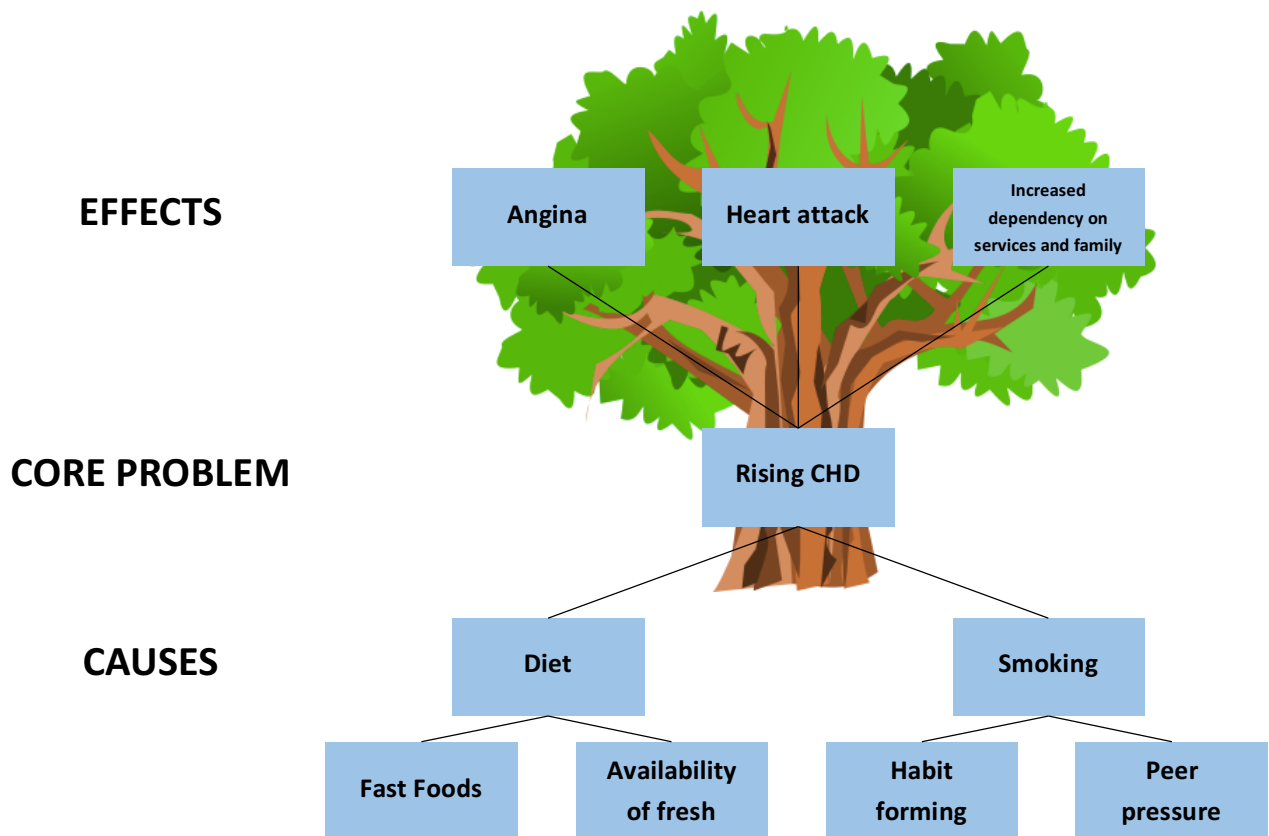 EFFECTS
Angina
Heart attack
Increased
dependency on
services and family
CORE PROBLEM
Rising CHD
CAUSES
Diet
Smoking
Fast Foods
Availability
of fresh
Habit
forming
Peer
pressure